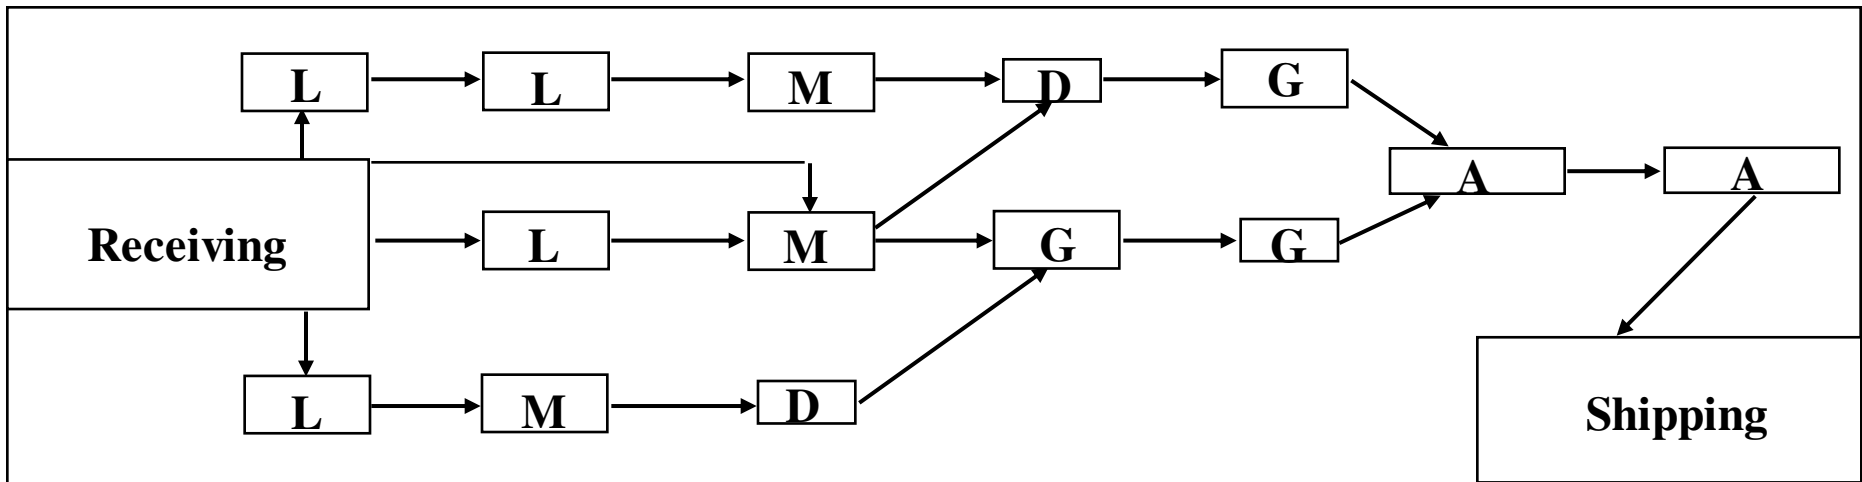 L L M D G
A A
Receiving L M G G
L M D
Shipping